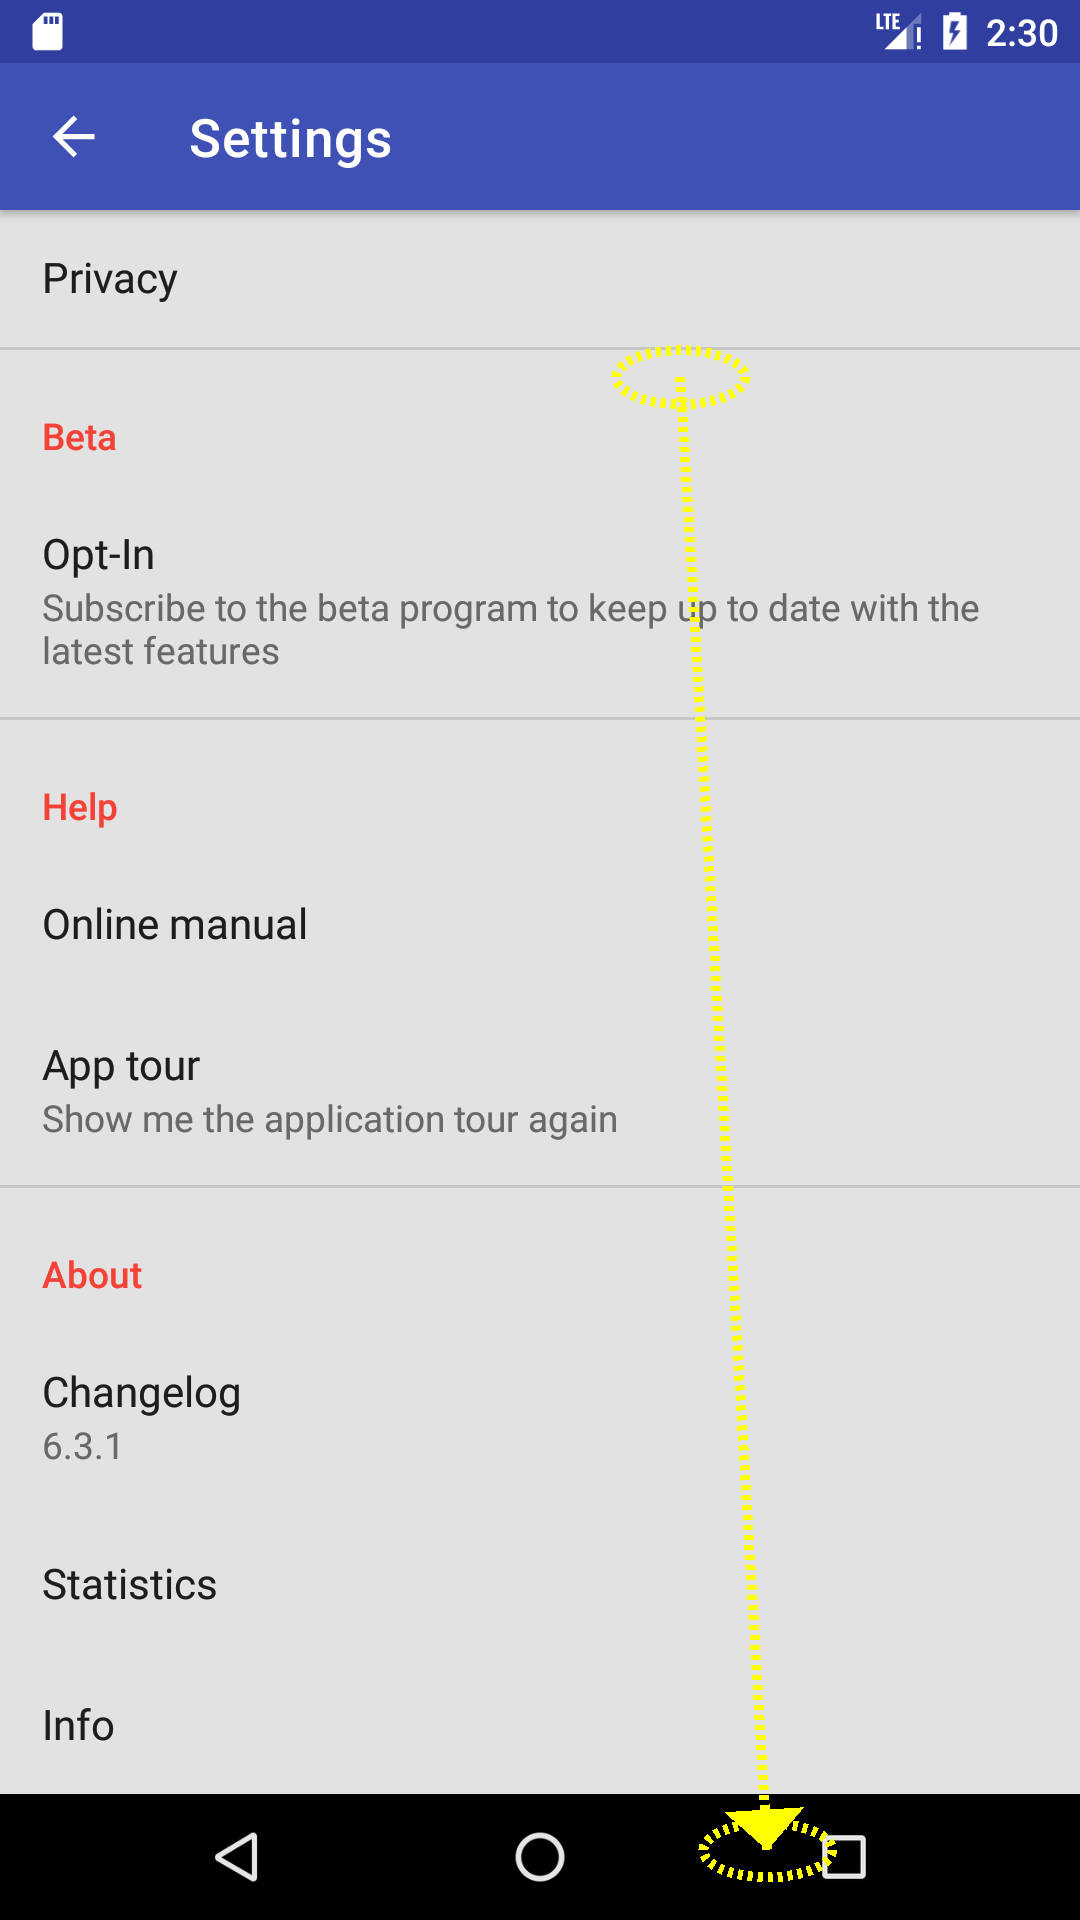 LTE 2:30
Settings
Privacy
Beta
Opt-In
Subscribe to the beta program to keep up to date with the
latest features
Help
Online manual
App tour
Show me the application tour again
About
Changelog
6.3.1
Statistics
Info